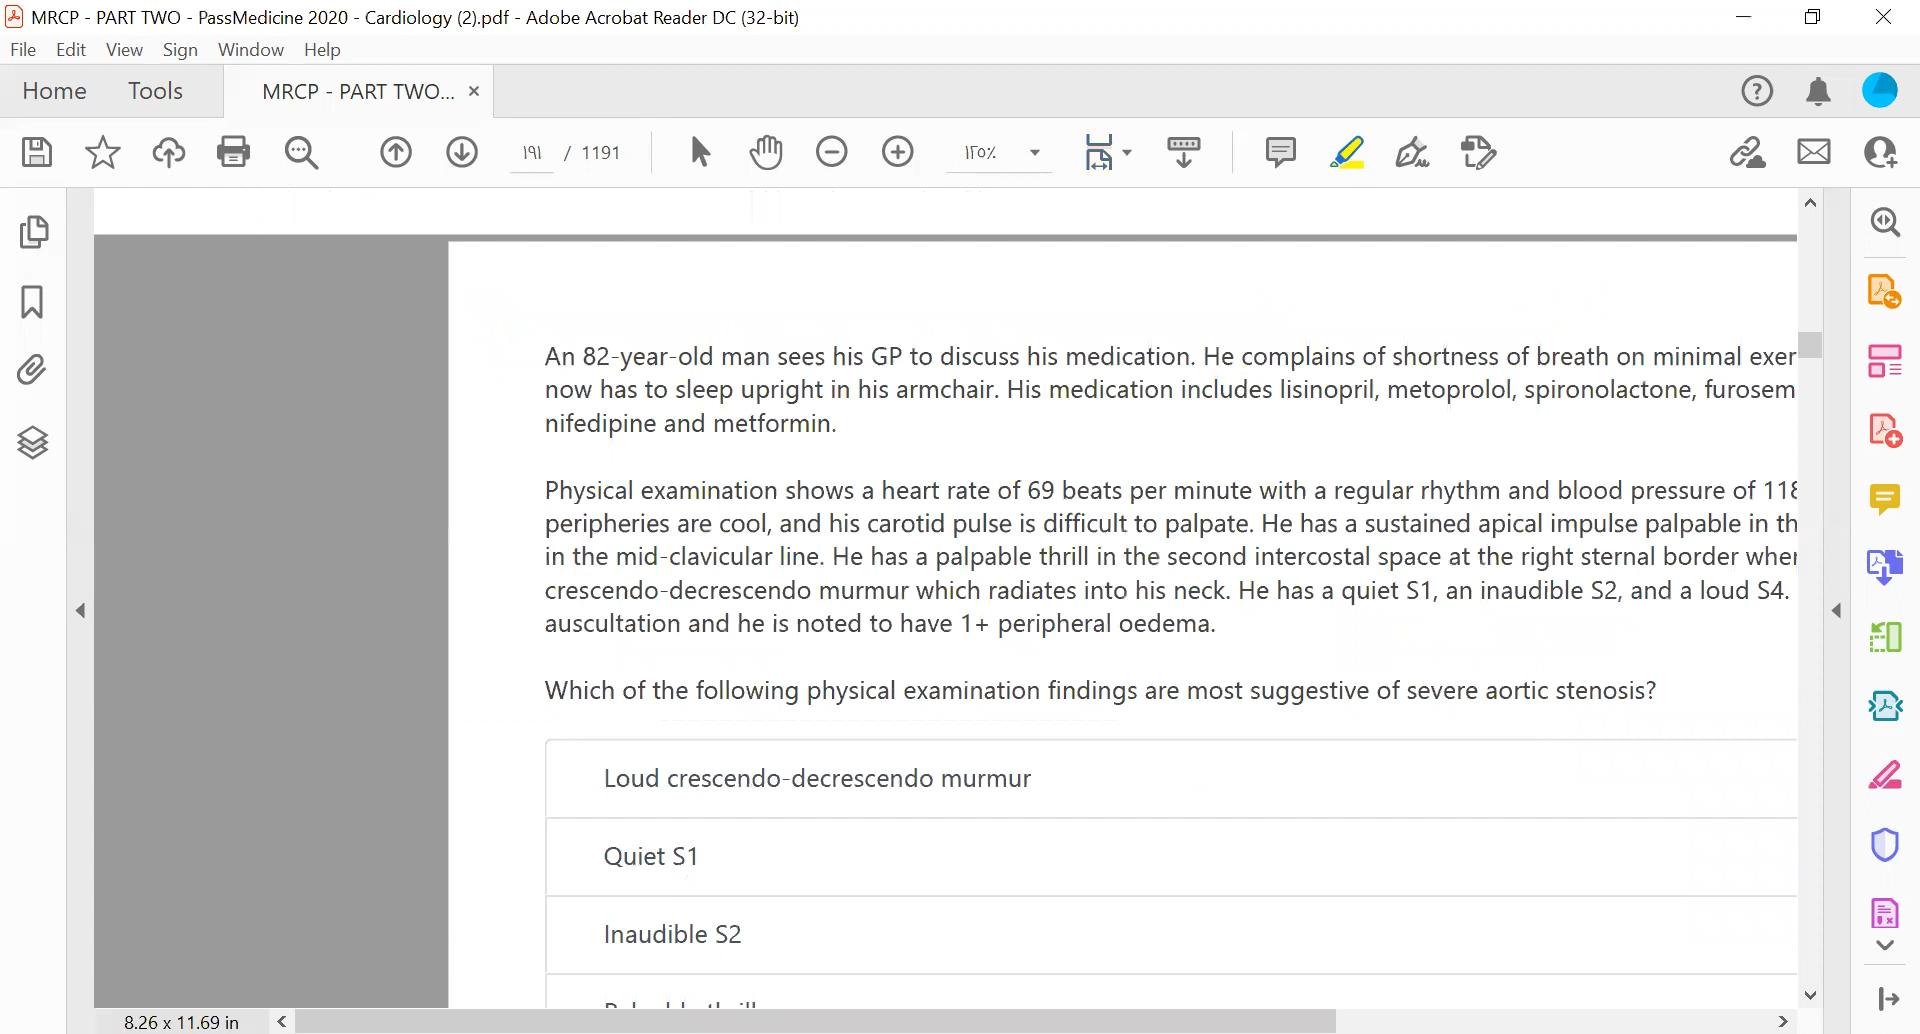 MRCP - PART TWO - PassMedicine 2020 - Cardiology (2).pdf - Adobe Acrobat Reader DC (32-bit)
File Edit View Sign Window Help
Home Tools MRCP - PART TWO... ×
۱۹۱ / 1191
۱۲۰٪
An 82-year-old man sees his GP to discuss his medication. He complains of shortness of breath on minimal exer
now has to sleep upright in his armchair. His medication includes lisinopril, metoprolol, spironolactone, furosem
nifedipine and metformin.
Physical examination shows a heart rate of 69 beats per minute with a regular rhythm and blood pressure of 118
peripheries are cool, and his carotid pulse is difficult to palpate. He has a sustained apical impulse palpable in th
in the mid-clavicular line. He has a palpable thrill in the second intercostal space at the right sternal border wher
crescendo-decrescendo murmur which radiates into his neck. He has a quiet S1, an inaudible S2, and a loud S4.
auscultation and he is noted to have 1+ peripheral oedema.
Which of the following physical examination findings are most suggestive of severe aortic stenosis?
Loud crescendo-decrescendo murmur
Quiet S1
Inaudible S2
8.26 x 11.69 in